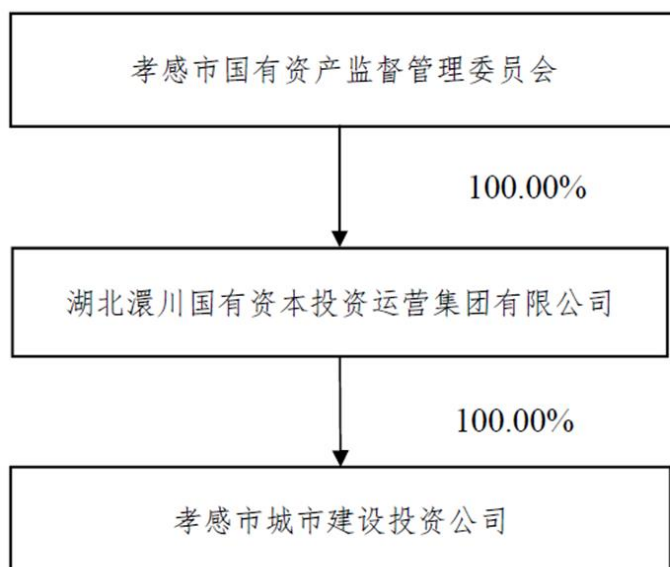 孝感市国有资产监督管理委员会
100.00%
湖北澴川国有资本投资运营集团有限公司
100.00%
孝感市城市建设投资公司